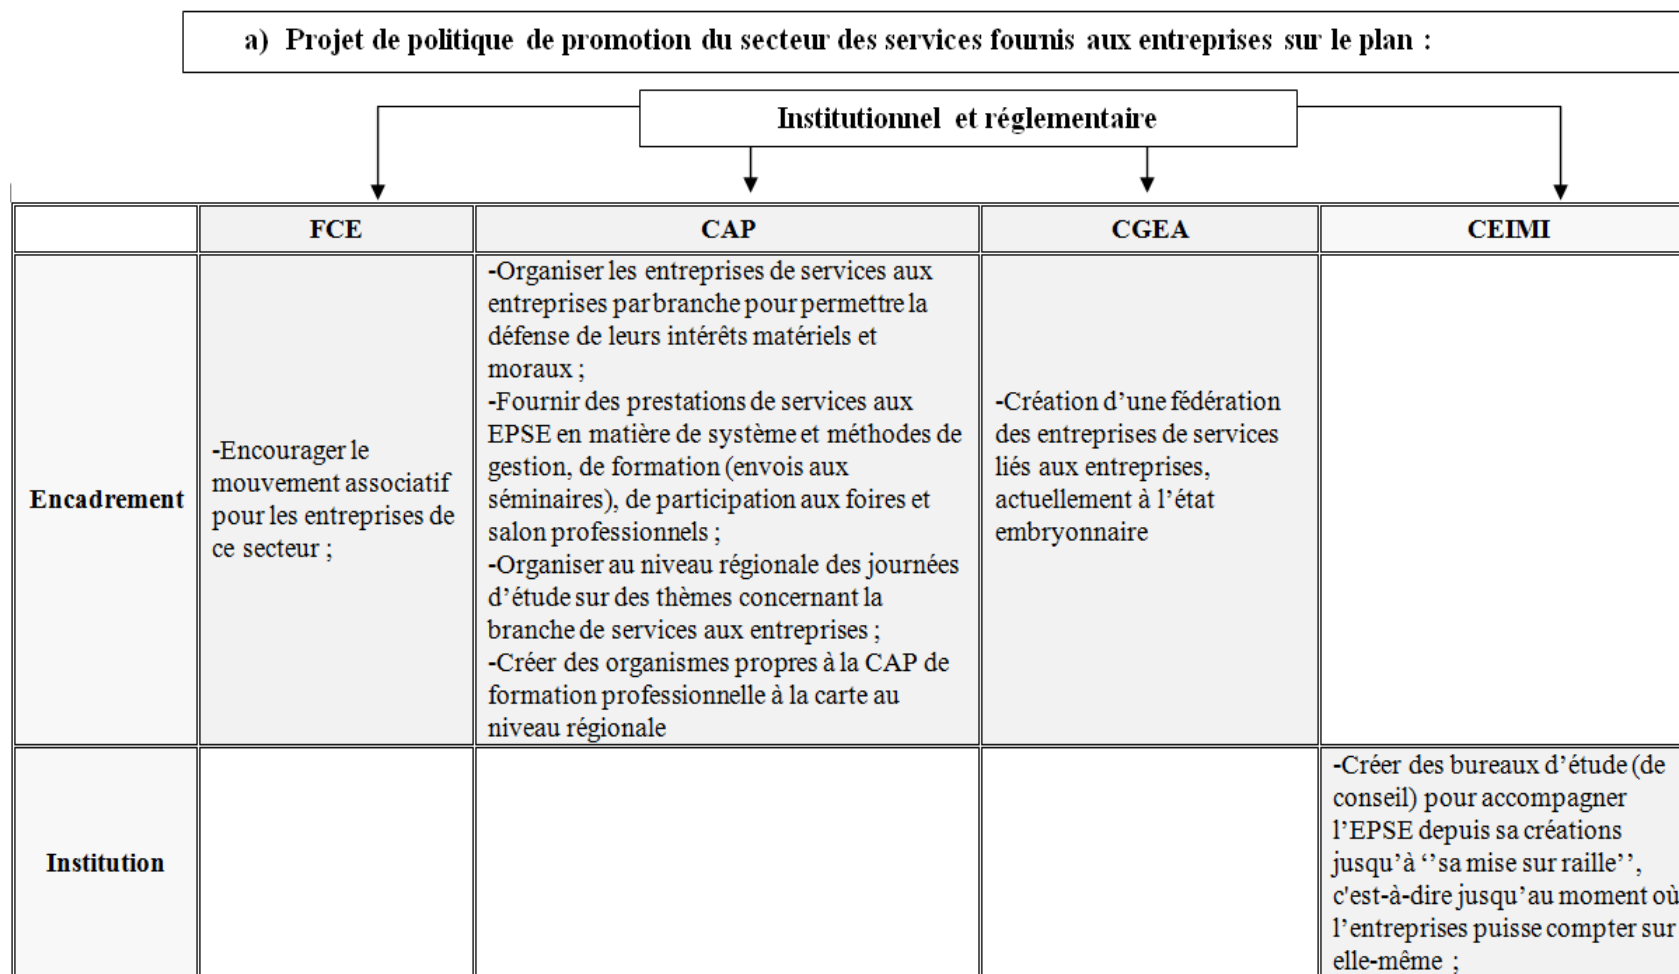 a) Projet de politique de promotion du secteur des services fournis aux entreprises sur le plan :
Institutionnel et réglementaire
FCE
CAP
CGEA
CEIMI
Encadrement
-Encourager le
mouvement associatif
pour les entreprises de
ce secteur ;
-Organiser les entreprises de services aux
entreprises par branche pour permettre la
défense de leurs intérêts matériels et
moraux ;
-Fournir des prestations de services aux
EPSE en matière de système et méthodes de
gestion, de formation (envois aux
séminaires), de participation aux foires et
salon professionnels ;
-Organiser au niveau régionale des journées
d’étude sur des thèmes concernant la
branche de services aux entreprises ;
-Créer des organismes propres à la CAP de
formation professionnelle à la carte au
niveau régionale
-Création d’une fédération
des entreprises de services
liés aux entreprises,
actuellement à l’état
embryonnaire
Institution
-Créer des bureaux d’étude (de
conseil) pour accompagner
l’EPSE depuis sa créations
jusqu’à ‘’sa mise sur raille’’,
c'est-à-dire jusqu’au moment où
l’entreprises puisse compter sur
elle-même ;